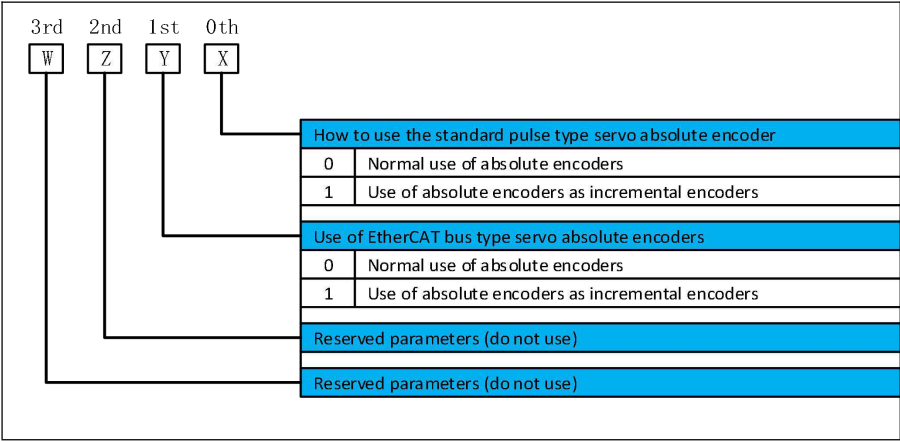 3rd 2nd 1st 0th
W Z Y X
How to use the standard pulse type servo absolute encoder
0 Normal use of absolute encoders
1 Use of absolute encoders as incremental encoders
Use of EtherCAT bus type servo absolute encoders
0 Normal use of absolute encoders
1 Use of absolute encoders as incremental encoders
Reserved parameters (do not use)
Reserved parameters (do not use)